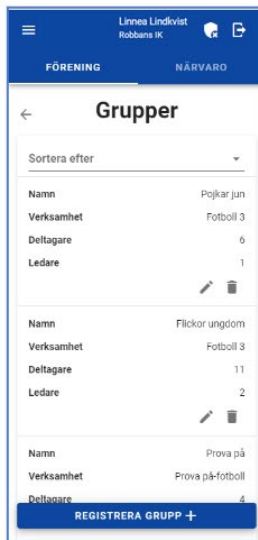 Linnea Lindkvist
Robbans IK
FÖRENING NÄRVARO
Grupper
Sortera efter
Namn Pojkar jun
Verksamhet Fotboll 3
Deltagare 6
Ledare 1
Namn Flickor ungdom
Verksamhet Fotboll 3
Deltagare 11
Ledare 2
Namn Prova på
Verksamhet Prova på-fotboll
Deltagare 4
REGISTRERA GRUPP +